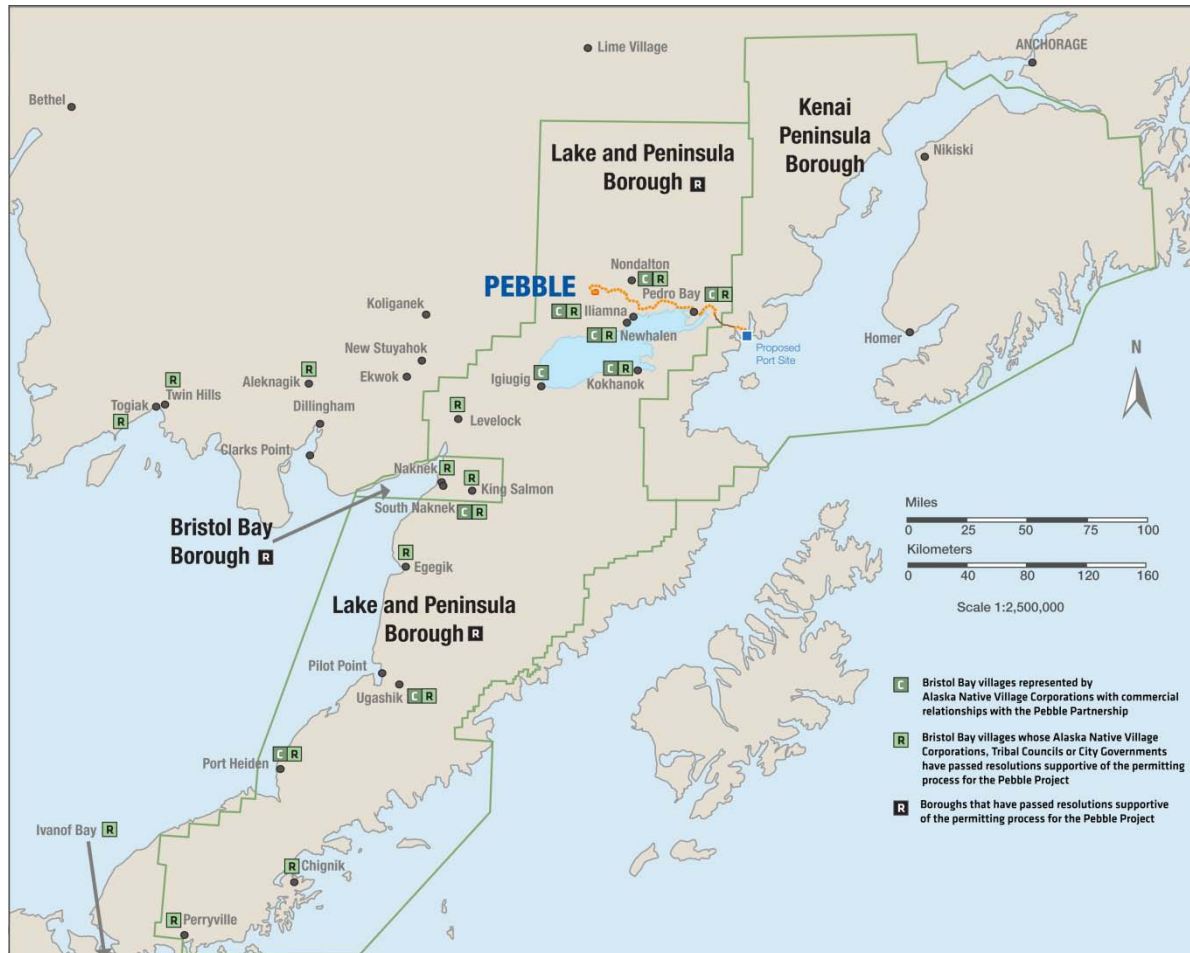 Lime Village
ANCHORAGE
Bethel
Kenai
Peninsula
Borough
Lake and Peninsula
Borough R
Nikiski
Nondalton
C R
PEBBLE
Pedro Bay
C R
Koliganek
C R
Iliamna
C R
Newhalen
Proposed
Port Site
Homer
N
New Stuyahok
Aleknagik
R
Ekwok
Igiugig
C
C R
Kokhanok
R
Twin Hills
Togiak
R
Dillingham
R
Levelock
Clarks Point
Naknek
R
R
King Salmon
South Naknek
C R
Miles
0 25 50 75 100
Kilometers
0 40 80 120 160
Scale 1:2,500,000
Bristol Bay
Borough R
R
Egegik
Lake and Peninsula
Borough R
Pilot Point
Ugashik
C R
C Bristol Bay villages represented by
Alaska Native Village Corporations with commercial
relationships with the Pebble Partnership
R Bristol Bay villages whose Alaska Native Village
Corporations, Tribal Councils or City Governments
have passed resolutions supportive of the permitting
process for the Pebble Project
R Boroughs that have passed resolutions supportive
of the permitting process for the Pebble Project
C R
Port Heiden
Ivanof Bay R
R
Chignik
R
Perryville